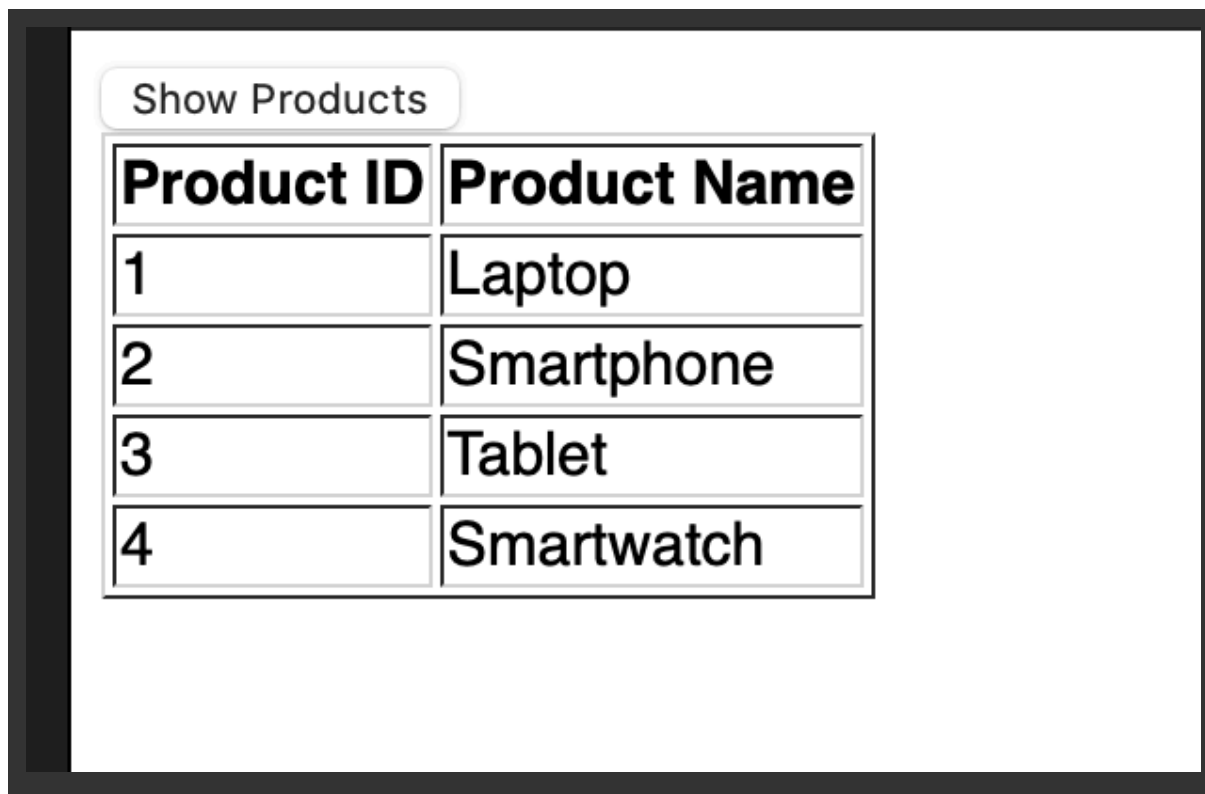 Show Products
Product ID Product Name
1 Laptop
2 Smartphone
3 Tablet
4 Smartwatch